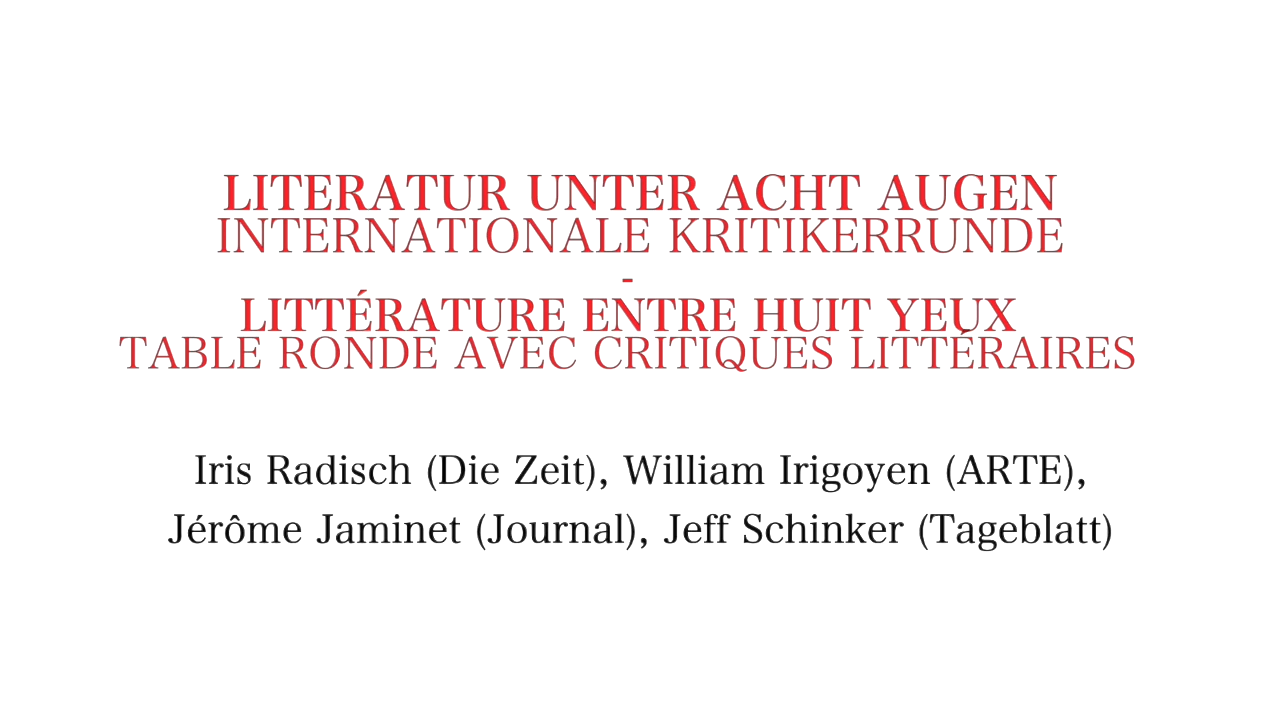 LITERATUR UNTER ACHT AUGEN
INTERNATIONALE KRITIKERRUNDE
-
LITTÉRATURE ENTRE HUIT YEUX
TABLE RONDE AVEC CRITIQUES LITTÉRAIRES
Iris Radisch (Die Zeit), William Irigoyen (ARTE),
Jérôme Jaminet (Journal), Jeff Schinker (Tageblatt)